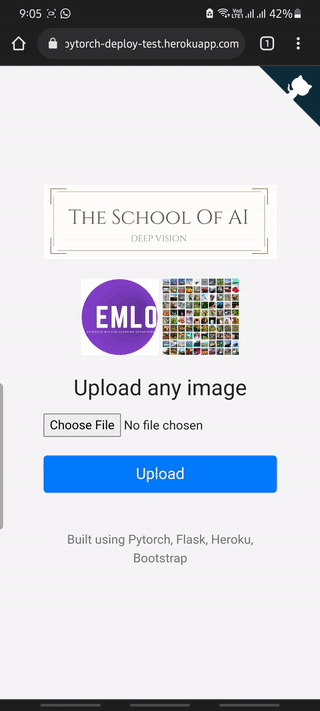 9:05 42%
pytorch-deploy-test.herokuapp.com 1
THE SCHOOL OF AI
DEEP VISION
EMLO
Upload any image
Choose File No file chosen
Upload
Built using Pytorch, Flask, Heroku,
Bootstrap